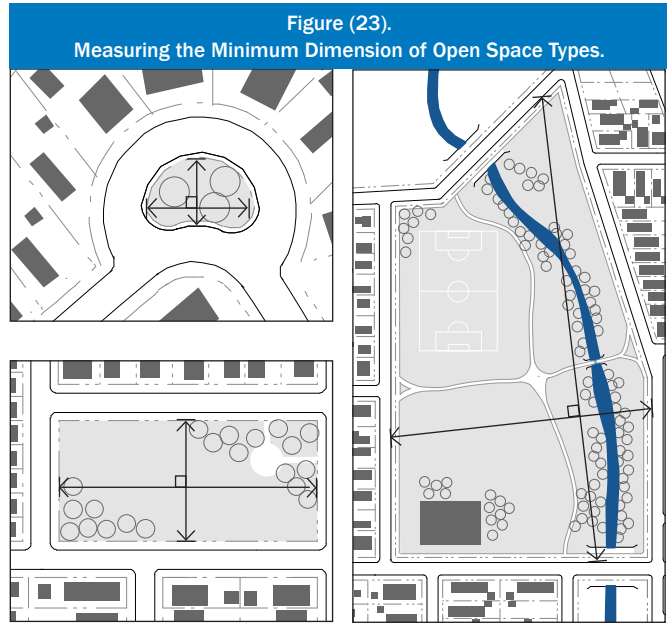 Figure (23).
Measuring the Minimum Dimension of Open Space Types.